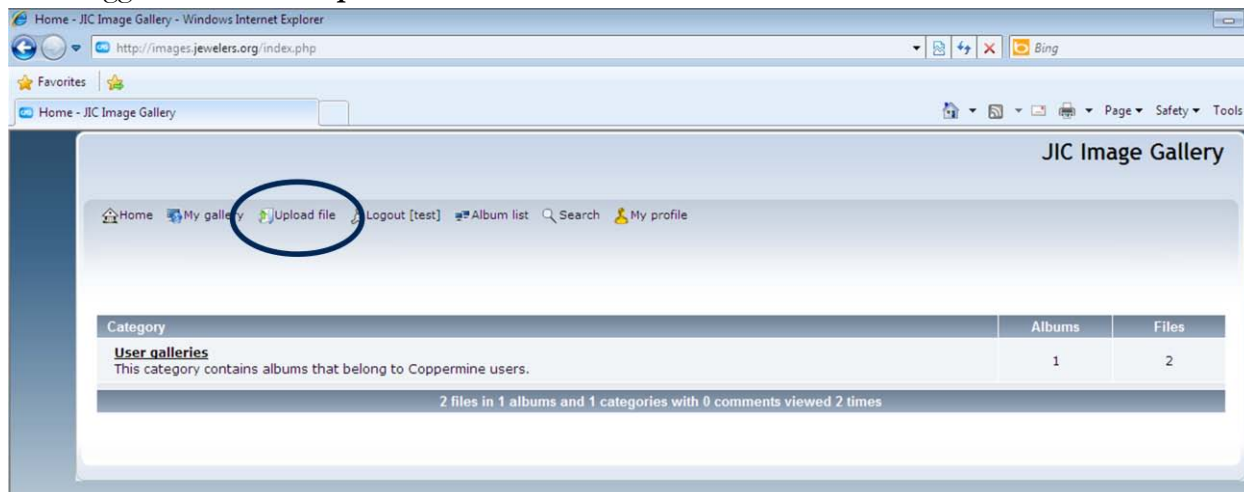 Home - JIC Image Gallery - Windows Internet Explorer
http://images.jewelers.org/index.php
Bing
Favorites
Home - JIC Image Gallery
Page Safety Tools
JIC Image Gallery
Home My gallery Upload file Logout [test] Album list Search My profile
Category Albums Files
User galleries
This category contains albums that belong to Coppermine users.
1 2
2 files in 1 albums and 1 categories with 0 comments viewed 2 times